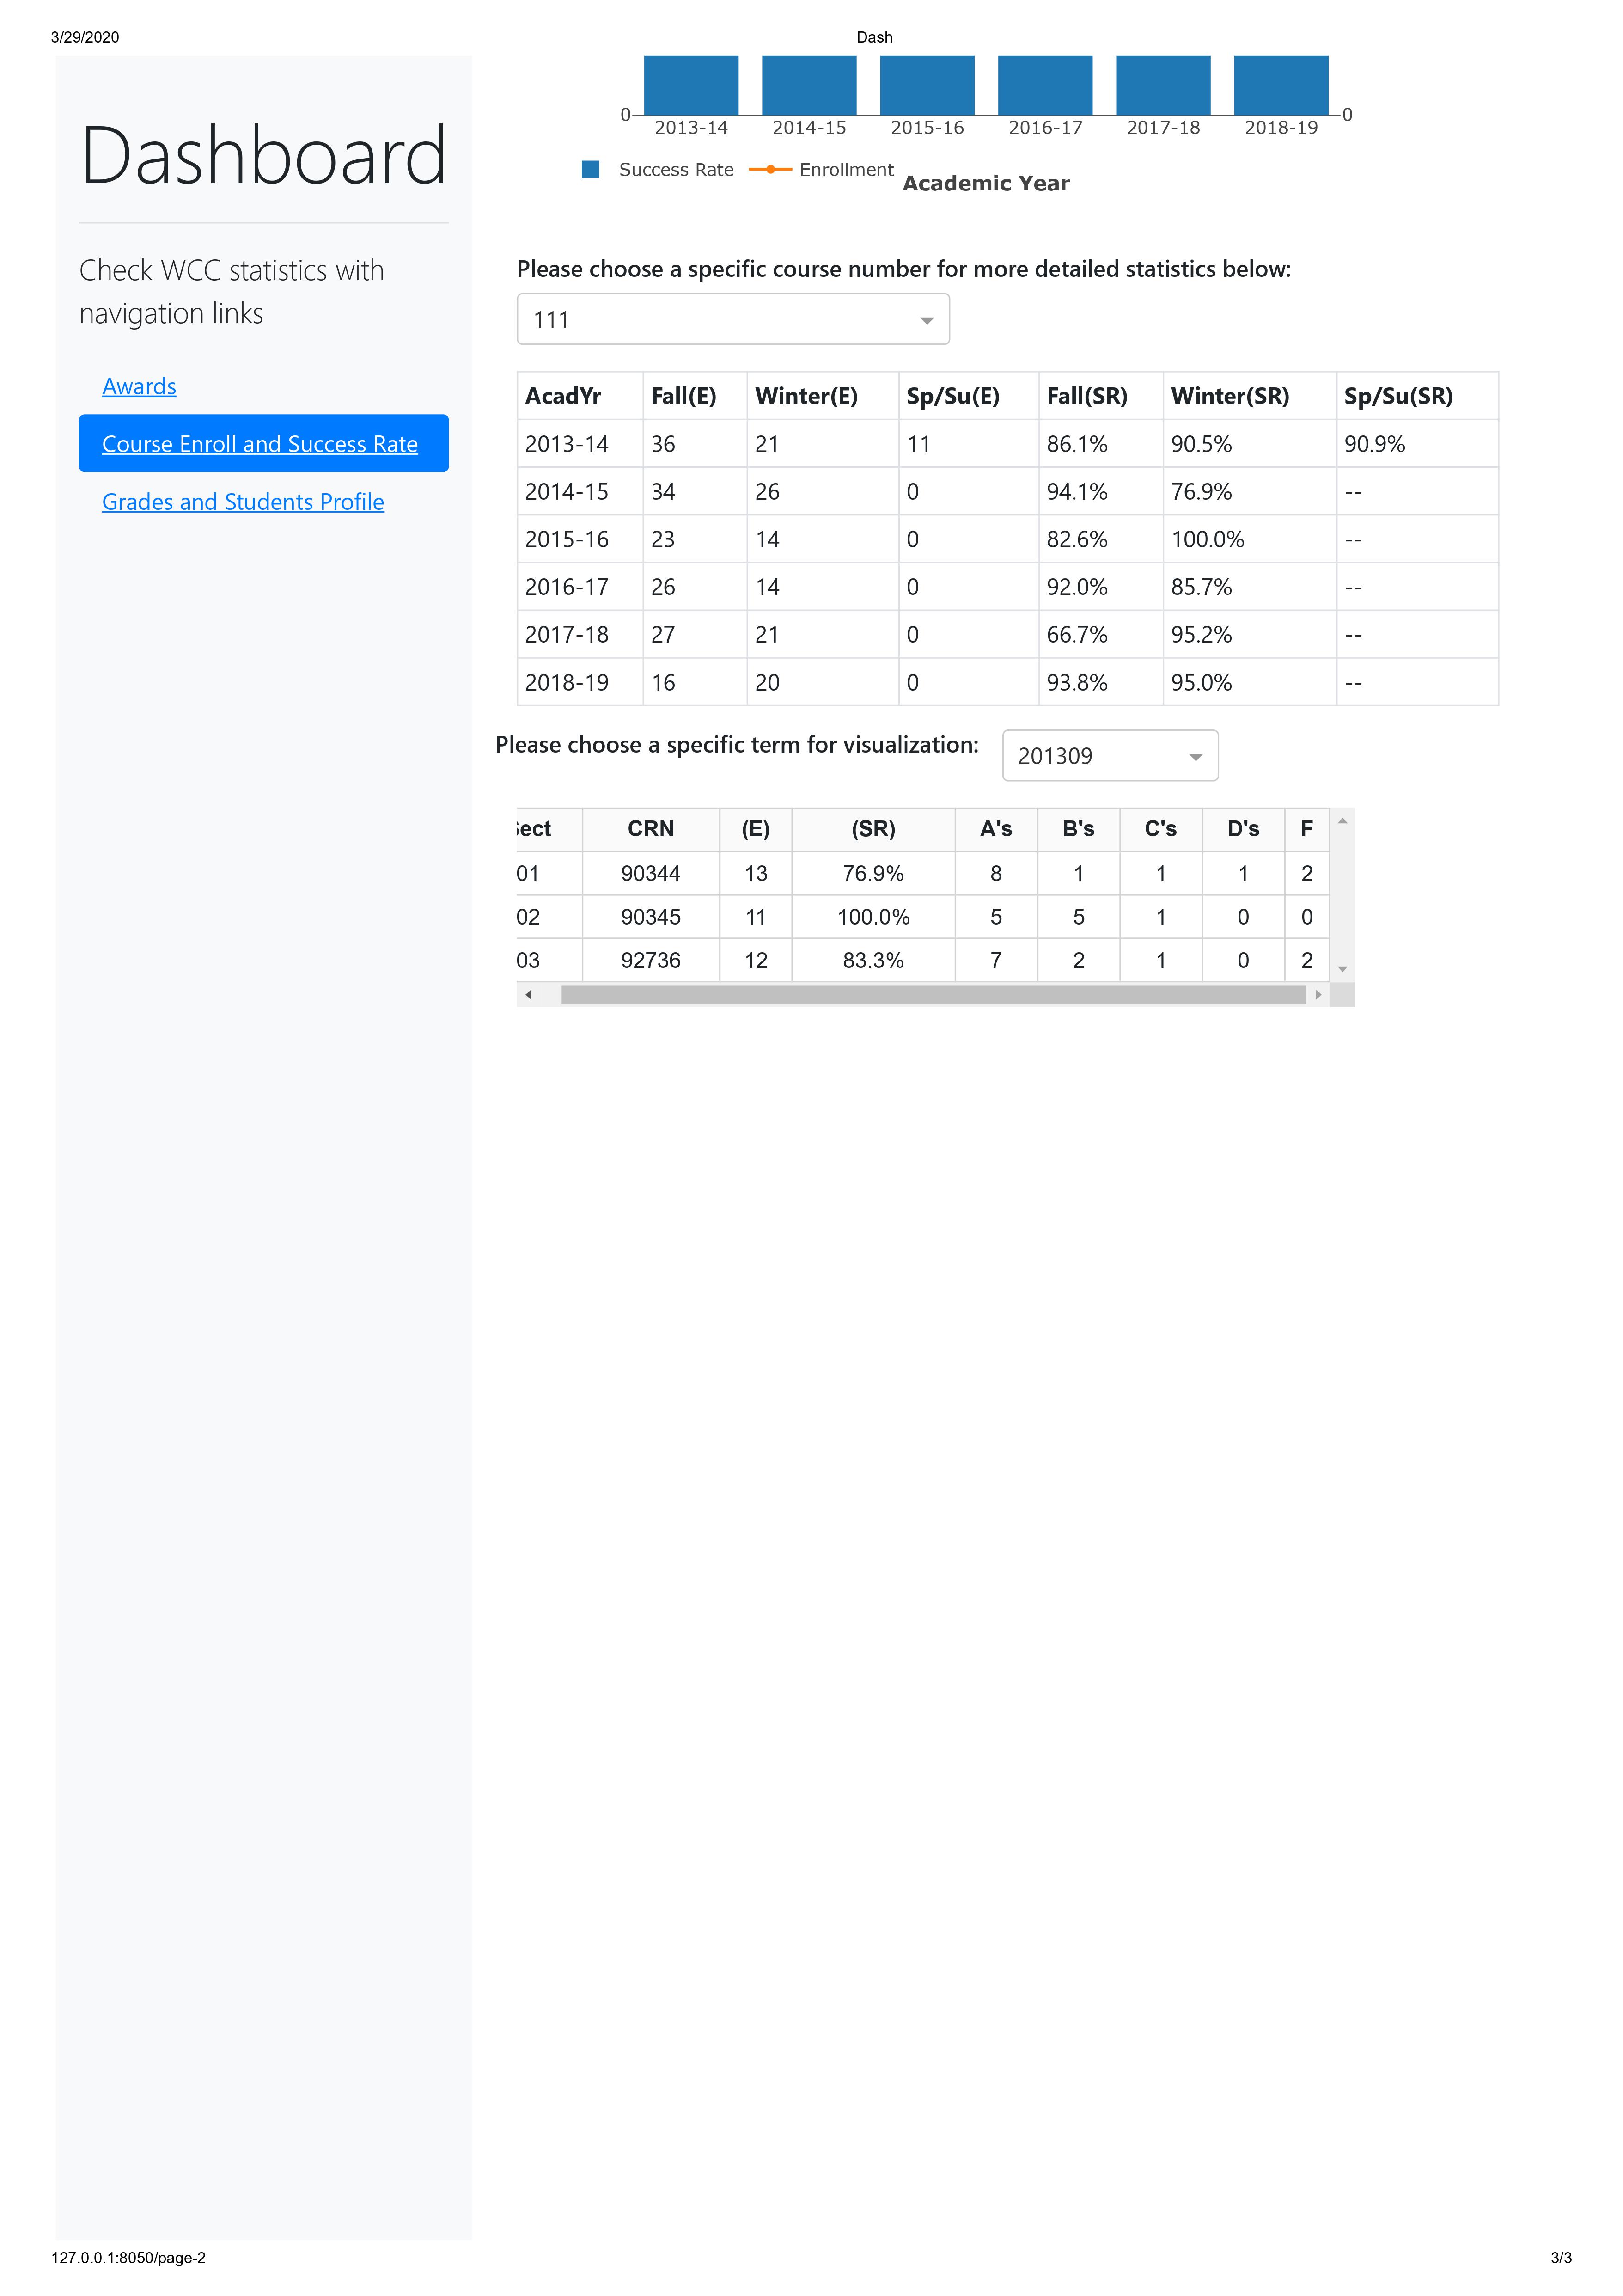 3/29/2020 Dash
Dashboard
Check WCC statistics with
navigation links
Awards
Course Enroll and Success Rate
Grades and Students Profile
0 0
2013-14 2014-15 2015-16 2016-17 2017-18 2018-19
Success Rate Enrollment
Academic Year
Please choose a specific course number for more detailed statistics below:
111
AcadYr Fall(E) Winter(E) Sp/Su(E) Fall(SR) Winter(SR) Sp/Su(SR)
2013-14 36 21 11 86.1% 90.5% 90.9%
2014-15 34 26 0 94.1% 76.9% --
2015-16 23 14 0 82.6% 100.0% --
2016-17 26 14 0 92.0% 85.7% --
2017-18 27 21 0 66.7% 95.2% --
2018-19 16 20 0 93.8% 95.0% --
Please choose a specific term for visualization: 201309
Sect CRN (E) (SR) A's B's C's D's F
01 90344 13 76.9% 8 1 1 1 2
02 90345 11 100.0% 5 5 1 0 0
03 92736 12 83.3% 7 2 1 0 2
127.0.0.1:8050/page-2 3/3